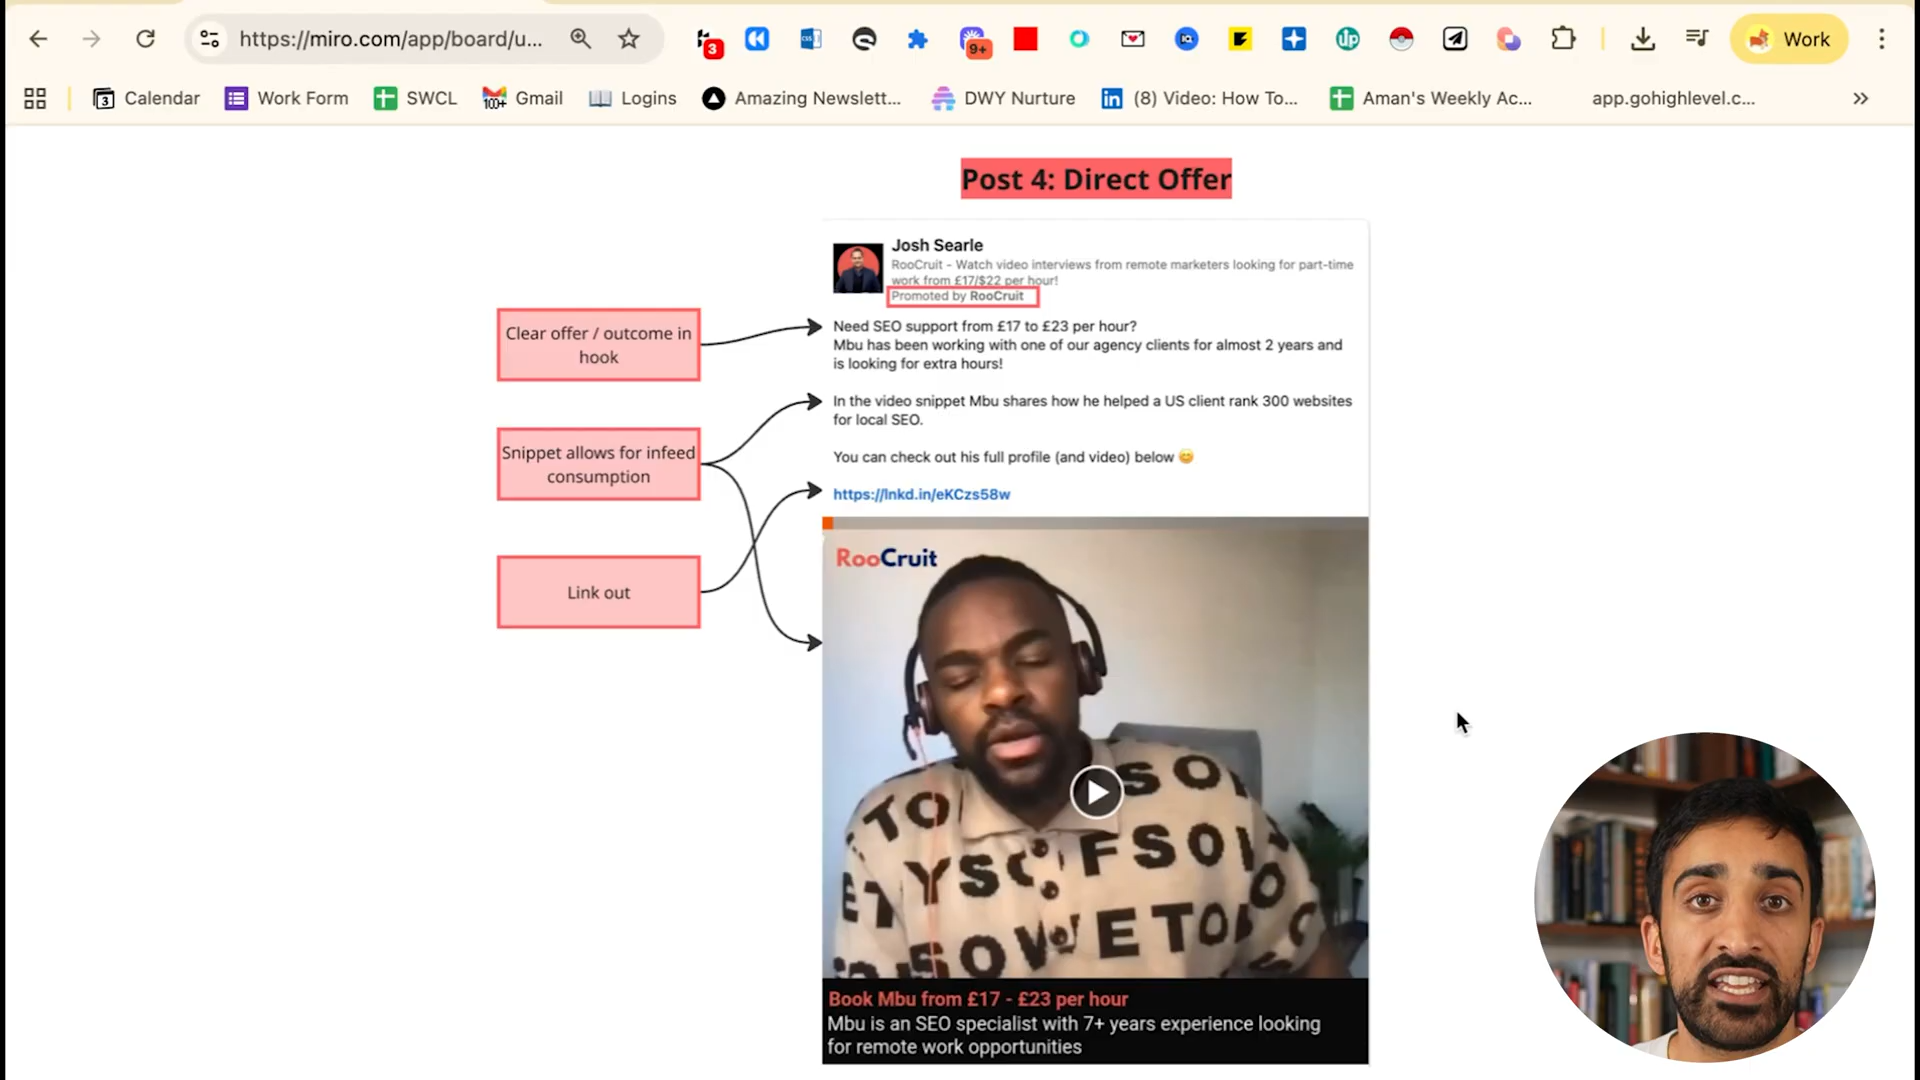 https://miro.com/app/board/u...
3
9+
up
Work
3
Calendar
Work Form
SWCL
100+
Gmail
Logins
Amazing Newslett...
DWY Nurture
in
(8) Video: How To...
Aman's Weekly Ac...
app.gohighlevel.c...
Post 4: Direct Offer
Josh Searle
RooCruit - Watch video interviews from remote marketers looking for part-time
work from £17/$22 per hour!
Promoted by RooCruit
Clear offer / outcome in
hook
Need SEO support from £17 to £23 per hour?
Mbu has been working with one of our agency clients for almost 2 years and
is looking for extra hours!
Snippet allows for infeed
consumption
In the video snippet Mbu shares how he helped a US client rank 300 websites
for local SEO.
You can check out his full profile (and video) below 😊
Link out
https://lnkd.in/eKCzs58w
RooCruit
Book Mbu from £17 - £23 per hour
Mbu is an SEO specialist with 7+ years experience looking
for remote work opportunities